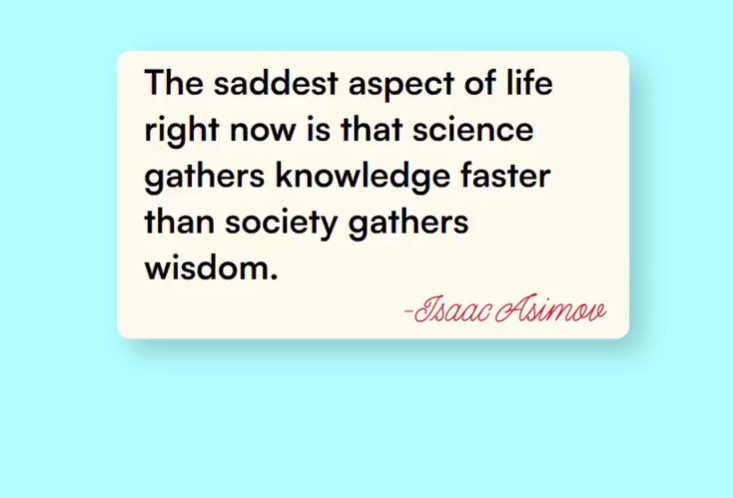 The saddest aspect of life
right now is that science
gathers knowledge faster
than society gathers
wisdom.
-Isaac Asimov